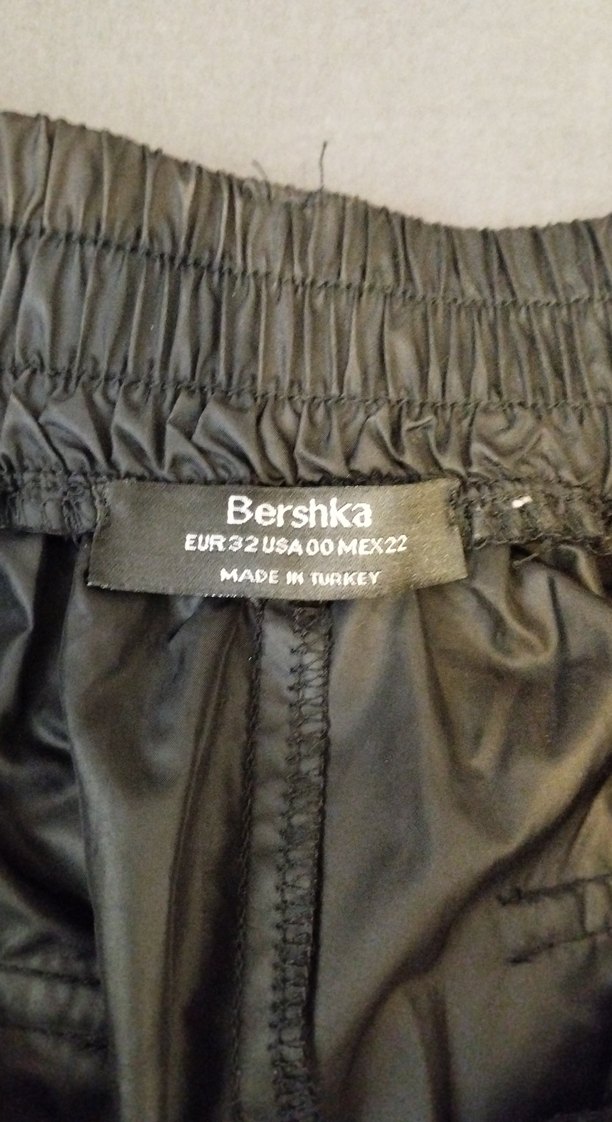 Bershka
EUR 32 USA 00 MEX 22
MADE IN TURKEY